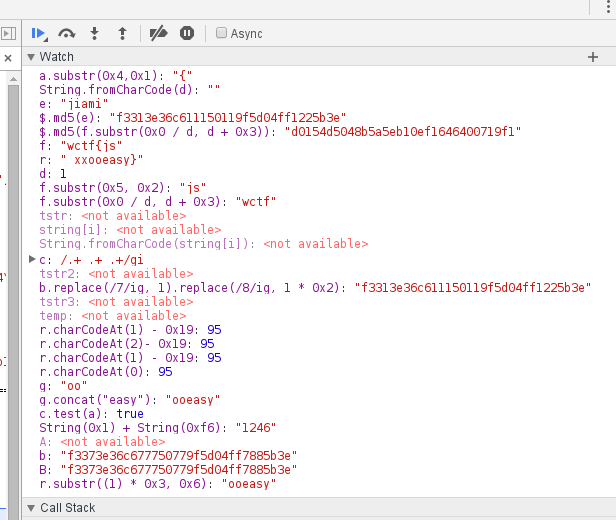 Async
Watch
a.substr(0x4,0x1): "{"
String.fromCharCode(d): ""
e: "jiami"
$.md5(e): "f3313e36c611150119f5d04ff1225b3e"
$.md5(f.substr(0x0 / d, d + 0x3)): "d0154d5048b5a5eb10ef1646400719f1"
f: "wctf{js"
r: "_xxooeasy}"
d: 1
f.substr(0x5, 0x2): "js"
f.substr(0x0 / d, d + 0x3): "wctf"
tstr: <not available>
string[i]: <not available>
String.fromCharCode(string[i]): <not available>
c: /.+ .+ .+/gi
tstr2: <not available>
b.replace(/7/ig, 1).replace(/8/ig, 1 * 0x2): "f3313e36c611150119f5d04ff1225b3e"
tstr3: <not available>
temp: <not available>
r.charCodeAt(1) - 0x19: 95
r.charCodeAt(2)- 0x19: 95
r.charCodeAt(1) - 0x19: 95
r.charCodeAt(0): 95
g: "oo"
g.concat("easy"): "ooeasy"
c.test(a): true
String(0x1) + String(0xf6): "1246"
A: <not available>
b: "f3373e36c677750779f5d04ff7885b3e"
B: "f3373e36c677750779f5d04ff7885b3e"
r.substr((1) * 0x3, 0x6): "ooeasy"
Call Stack